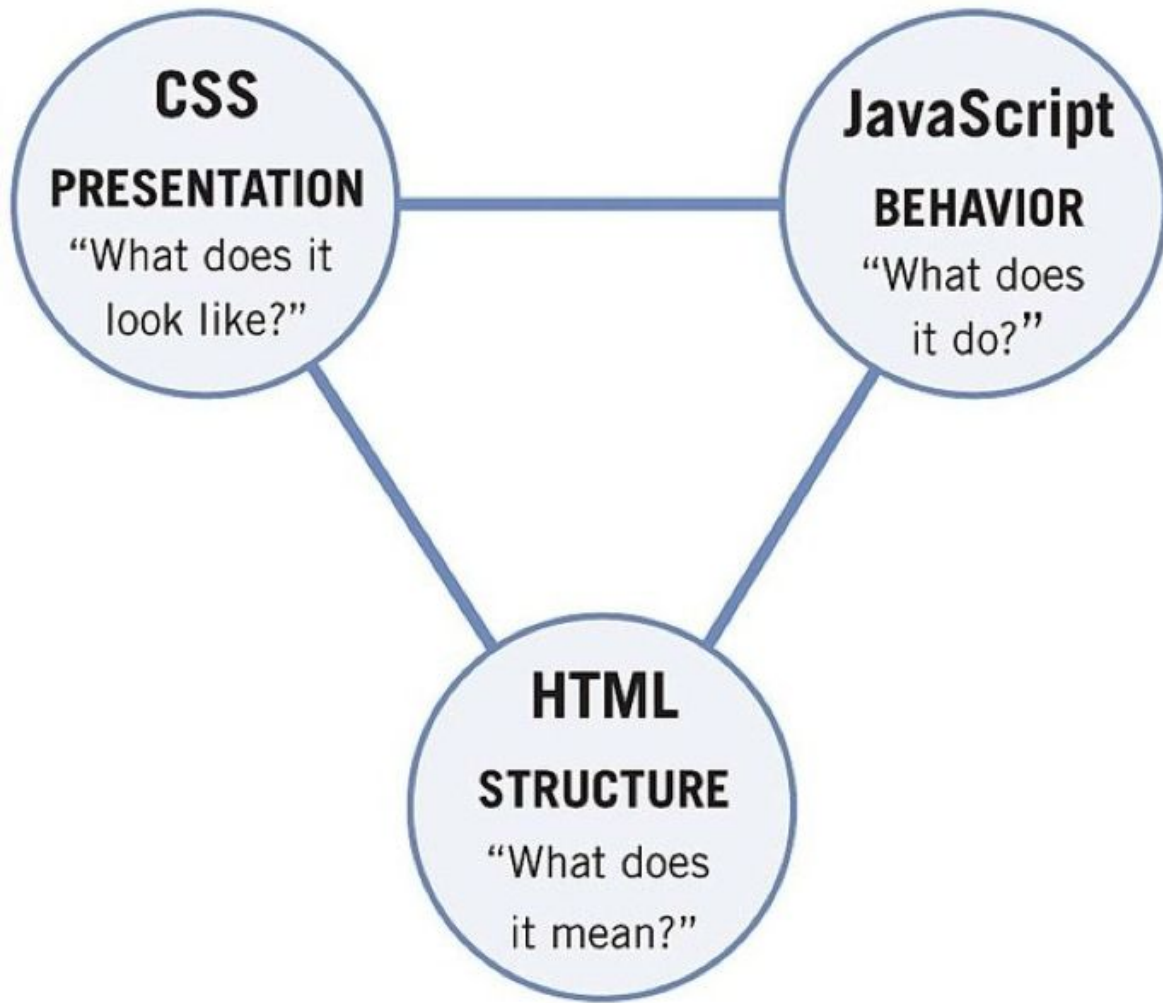 CSS
PRESENTATION
“What does it
look like?”
JavaScript
BEHAVIOR
“What does
it do?”
HTML
STRUCTURE
“What does
it mean?”